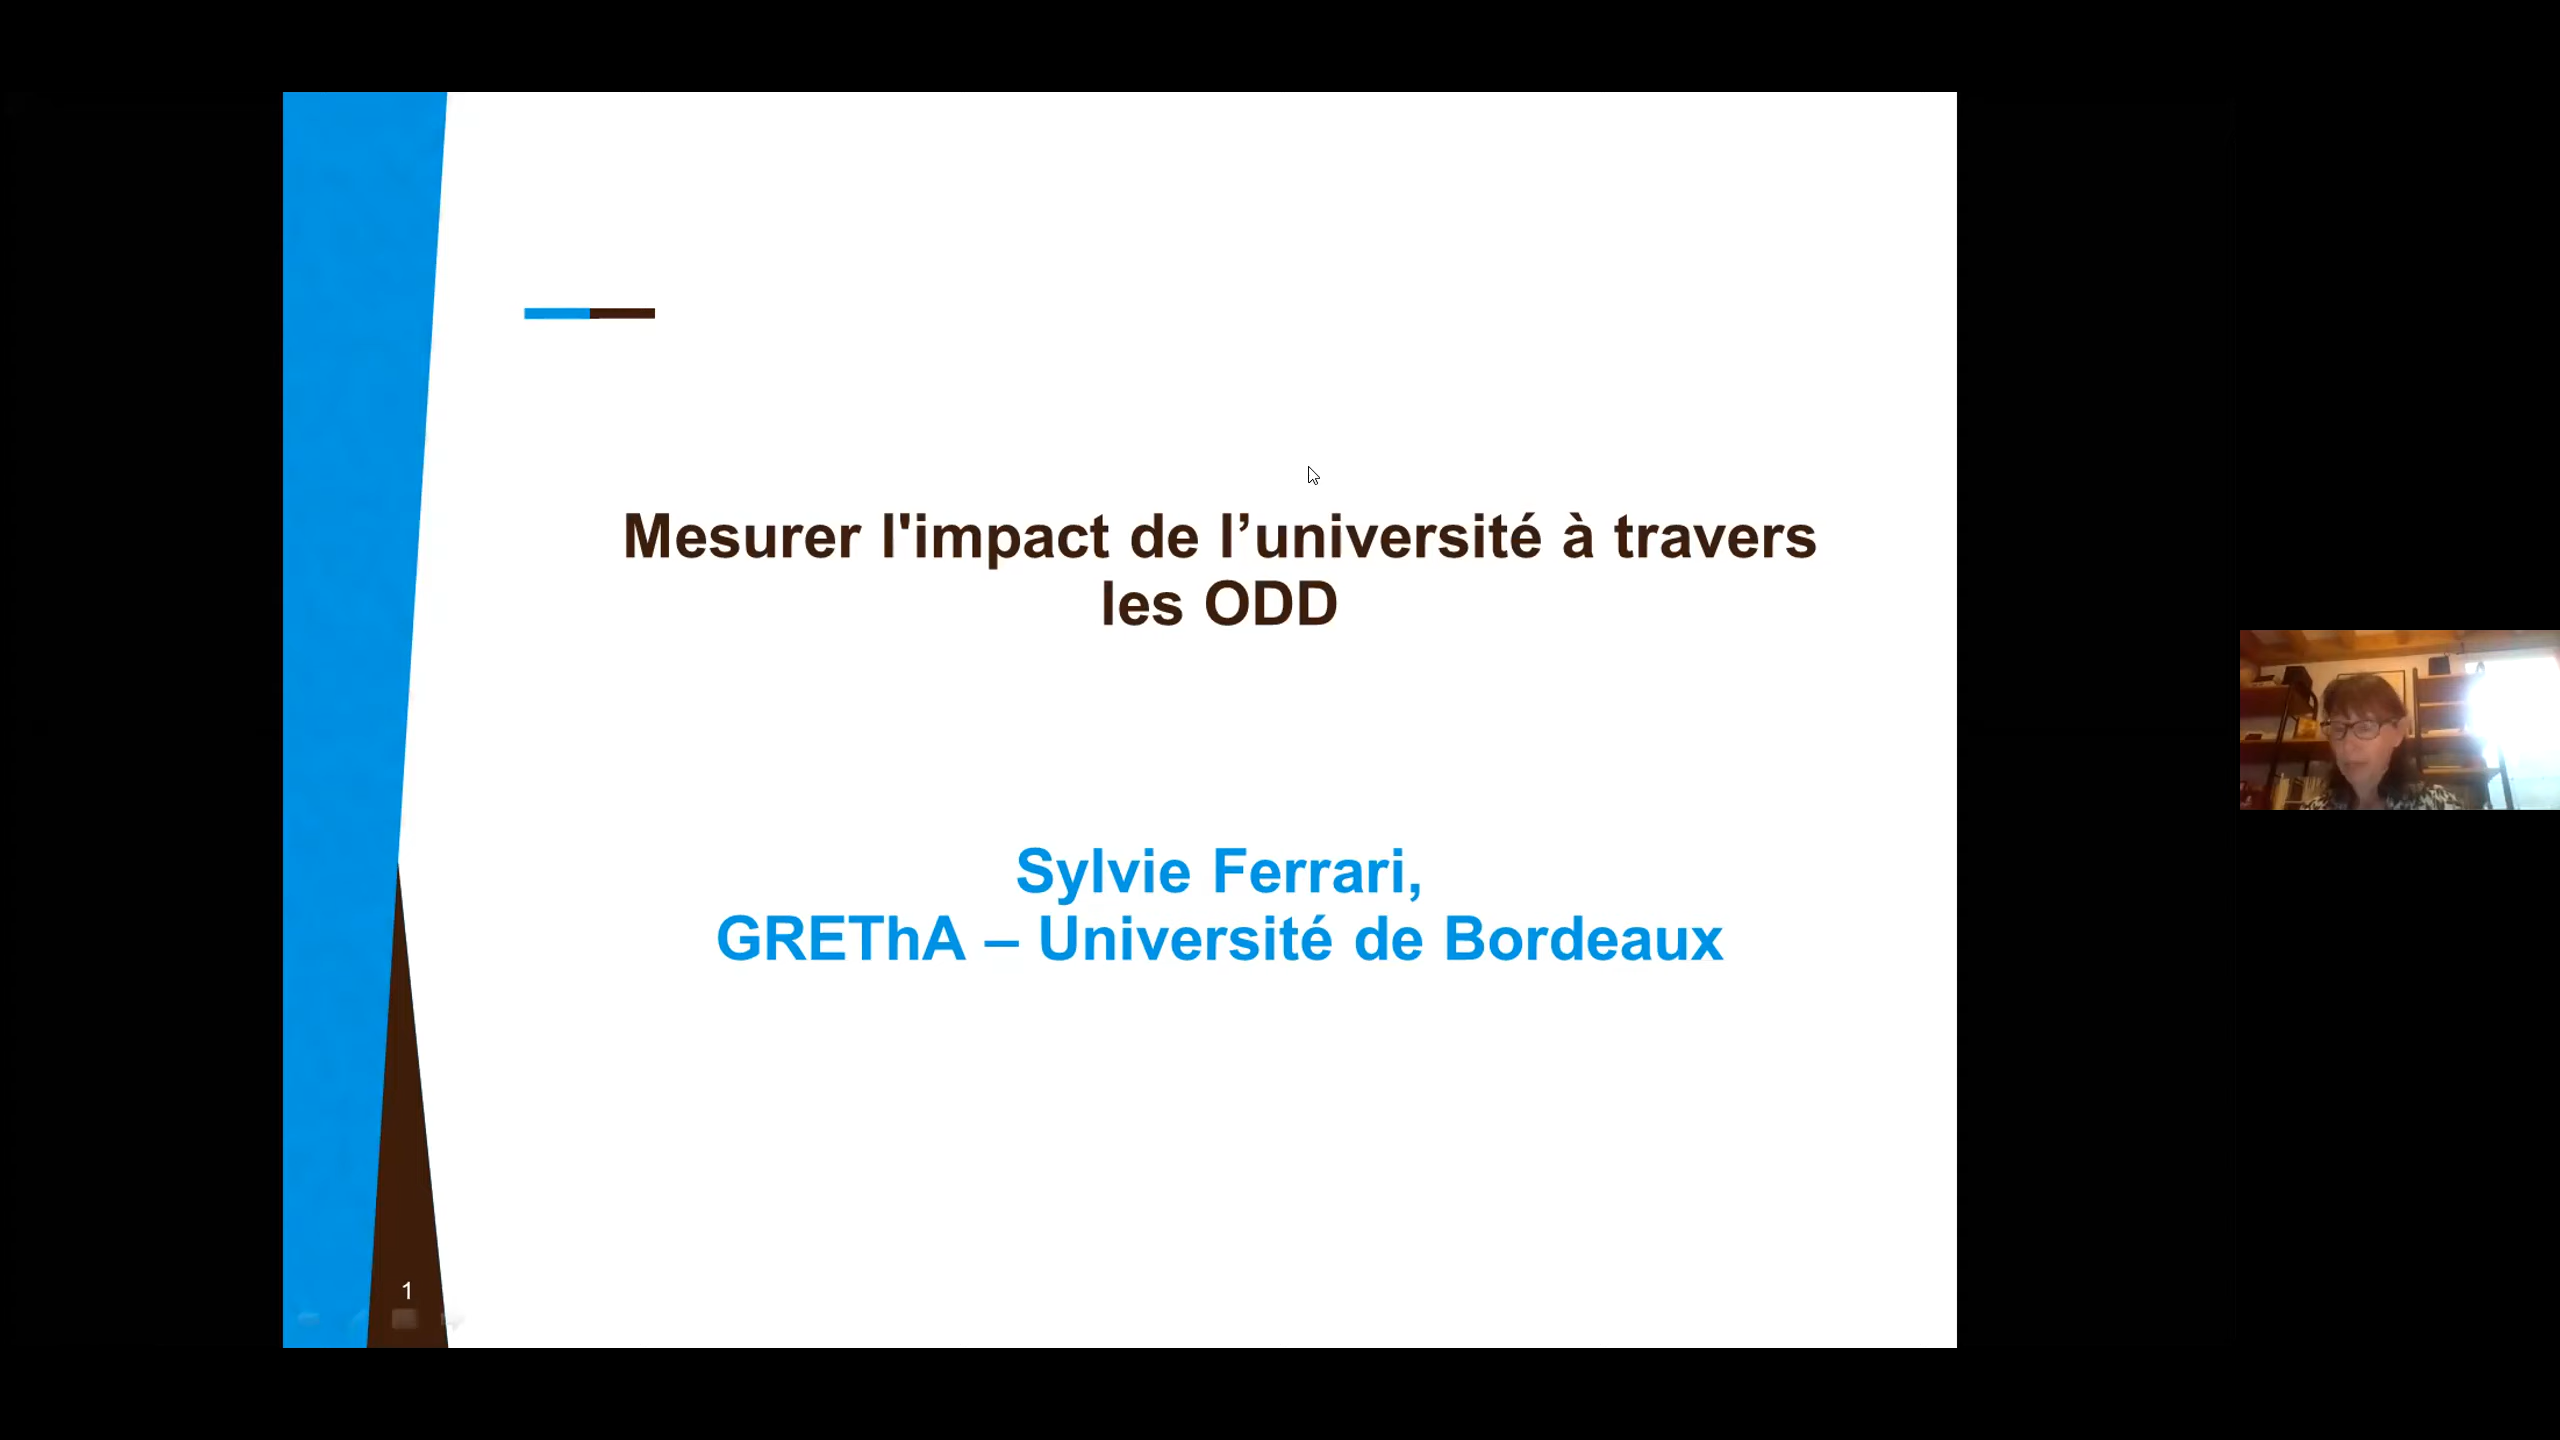 Mesurer l'impact de l’université à travers
les ODD
Sylvie Ferrari,
GREThA – Université de Bordeaux
1